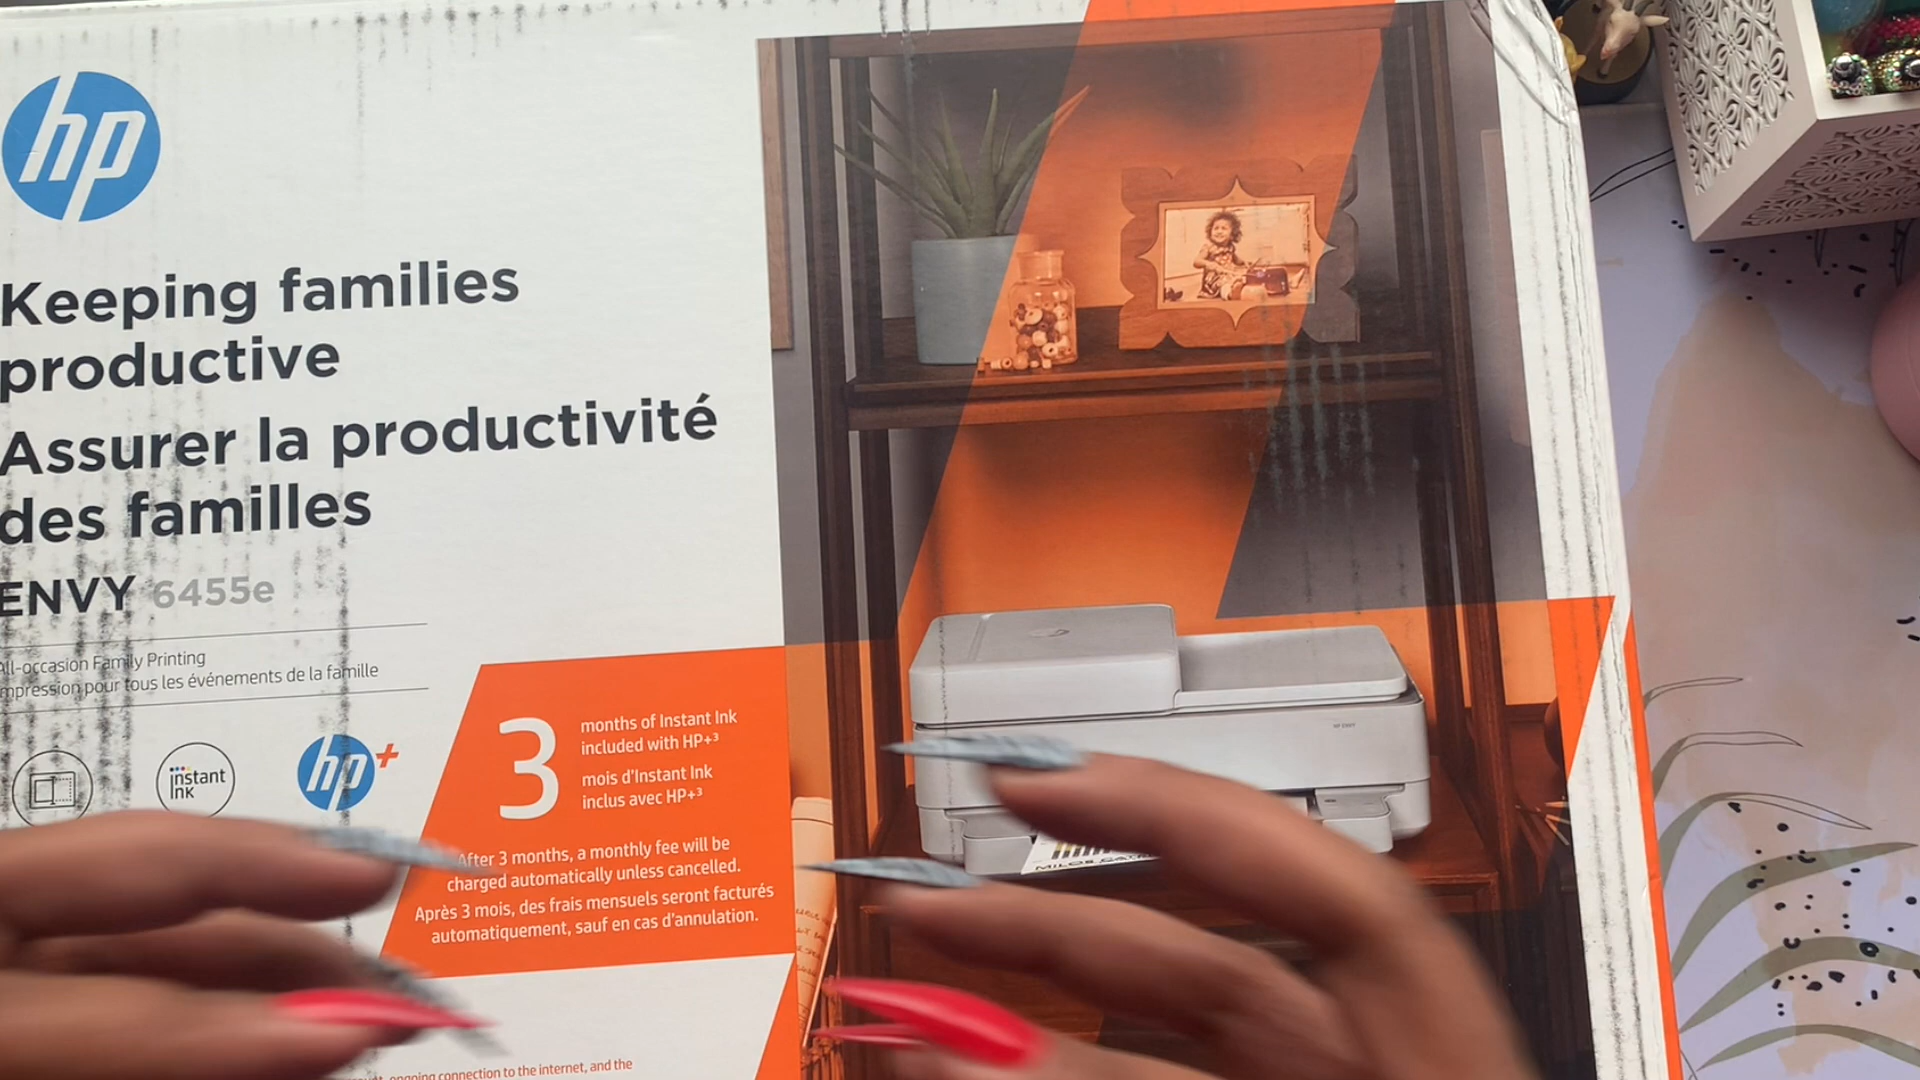 hp
Keeping families
productive
Assurer la productivité
des familles
ENVY 6455e
All-occasion Family Printing
Impression pour tous les événements de la famille
instant
ink
hp+
3
months of Instant Ink
included with HP+³
mois d'Instant Ink
inclus avec HP+³
After 3 months, a monthly fee will be
charged automatically unless cancelled.
Après 3 mois, des frais mensuels seront facturés
automatiquement, sauf en cas d'annulation.
ongoing connection to the internet, and the